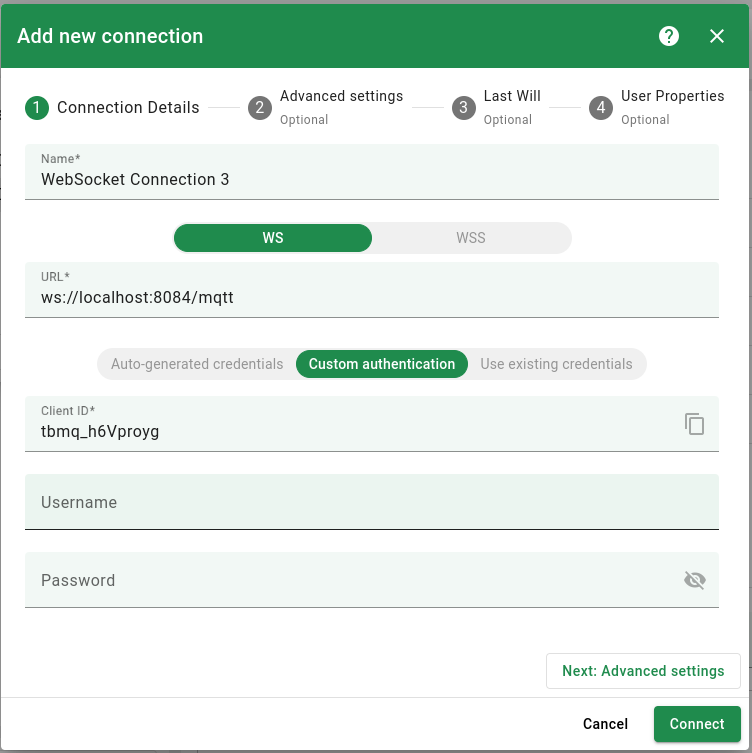 Add new connection
1 Connection Details
2 Advanced settings
Optional
3 Last Will
Optional
4 User Properties
Optional
Name*
WebSocket Connection 3
WS WSS
URL*
ws://localhost:8084/mqtt
Auto-generated credentials Custom authentication Use existing credentials
Client ID*
tbmq_h6Vproyg
Username
Password
Next: Advanced settings
Cancel Connect